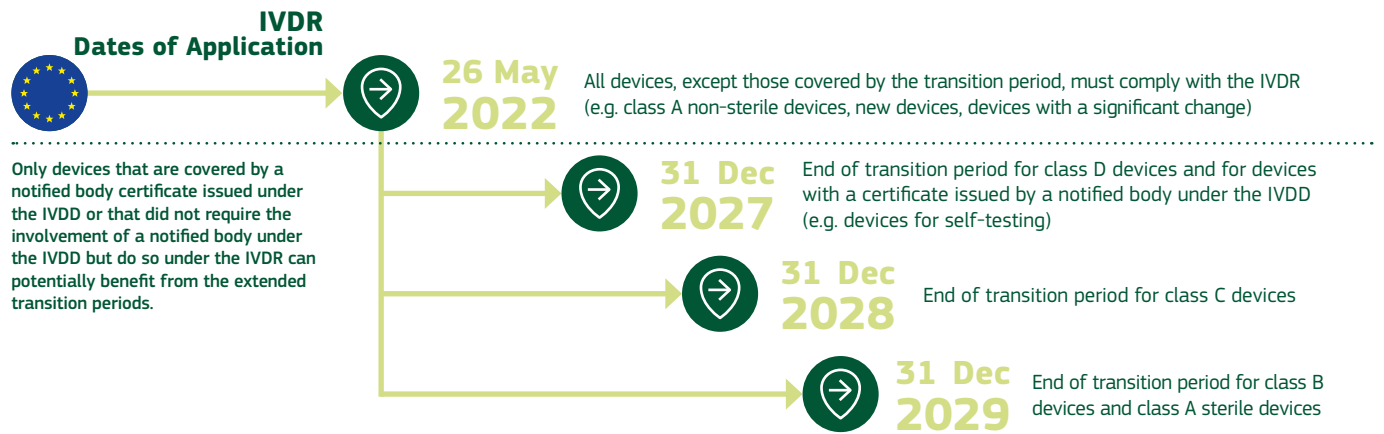 IVDR
Dates of Application
26 May
2022
All devices, except those covered by the transition period, must comply with the IVDR
(e.g. class A non-sterile devices, new devices, devices with a significant change)
Only devices that are covered by a
notified body certificate issued under
the IVDD or that did not require the
involvement of a notified body under
the IVDD but do so under the IVDR can
potentially benefit from the extended
transition periods.
31 Dec
2027
End of transition period for class D devices and for devices
with a certificate issued by a notified body under the IVDD
(e.g. devices for self-testing)
31 Dec
2028
End of transition period for class C devices
31 Dec
2029
End of transition period for class B
devices and class A sterile devices